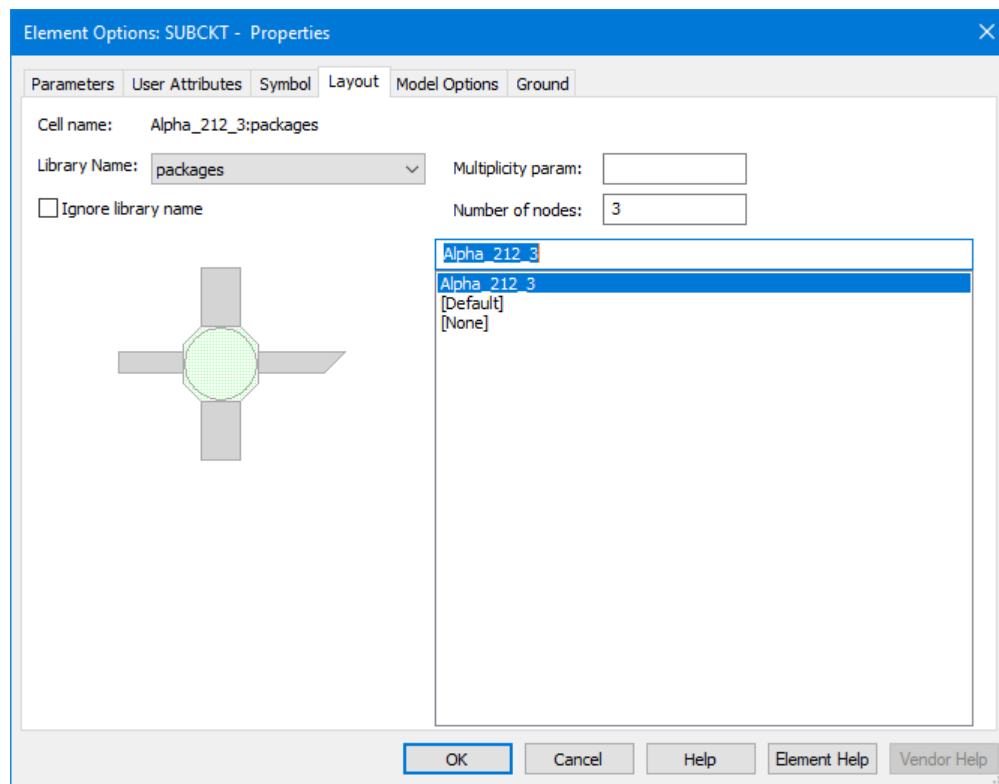 Element Options: SUBCKT - Properties
Parameters User Attributes Symbol Layout Model Options Ground
Cell name: Alpha_212_3:packages
Library Name: packages Multiplicity param:
Ignore library name Number of nodes: 3
Alpha_212_3
Alpha_212_3
[Default]
[None]
OK Cancel Help Element Help Vendor Help